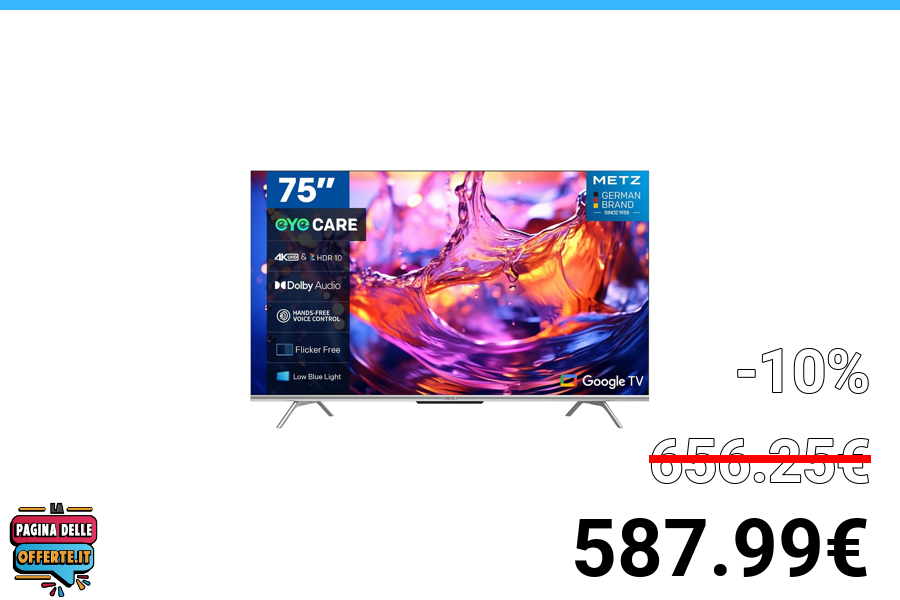 75"
eye CARE
4K UHD & HDR 10
Dolby Audio
HANDS-FREE
VOICE CONTROL
Flicker Free
Low Blue Light
METZ
GERMAN
BRAND
SINCE 1938
Google TV
-10%
656.25€
587.99€
LA
PAGINA DELLE
OFFERTE.IT